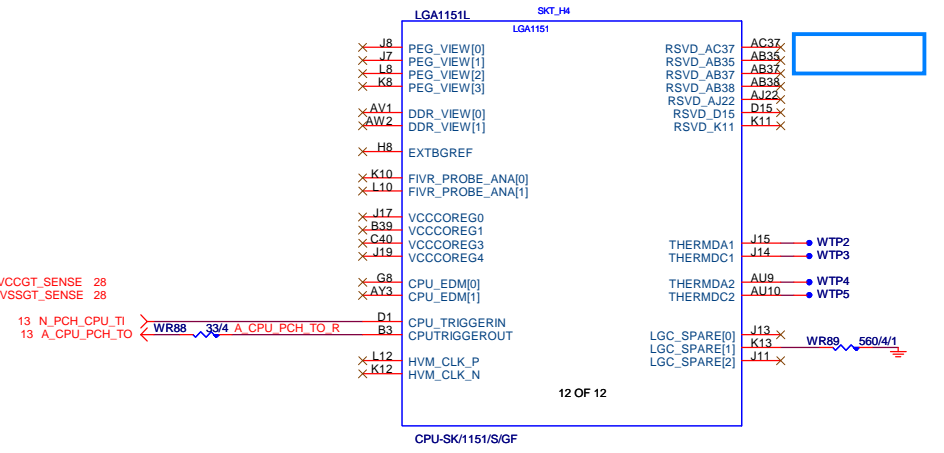 LGA1151L SKT_H4
LGA1151
J8 PEG_VIEW[0] RSVD_AC37 AC37
J7 PEG_VIEW[1] RSVD_AB35 AB35
L8 PEG_VIEW[2] RSVD_AB37 AB37
K8 PEG_VIEW[3] RSVD_AB38 AB38
RSVD_AJ22 AJ22
AV1 DDR_VIEW[0] RSVD_D15 D15
AW2 DDR_VIEW[1] RSVD_K11 K11
H8 EXTBGREF
K10 FIVR_PROBE_ANA[0]
L10 FIVR_PROBE_ANA[1]
J17 VCCCOREG0
B39 VCCCOREG1
C40 VCCCOREG3 THERMDA1 J15 WTP2
J19 VCCCOREG4 THERMDC1 J14 WTP3
VCCGT_SENSE 28 G8 CPU_EDM[0] THERMDA2 AU9 WTP4
VSSGT_SENSE 28 AY3 CPU_EDM[1] THERMDC2 AU10 WTP5
13 N_PCH_CPU_TI D1 CPU_TRIGGERIN
13 A_CPU_PCH_TO WR88 33/4 A_CPU_PCH_TO_R B3 CPUTRIGGEROUT LGC_SPARE[0] J13
LGC_SPARE[1] K13 WR89 560/4/1
L12 HVM_CLK_P LGC_SPARE[2] J11
K12 HVM_CLK_N
12 OF 12
CPU-SK/1151/S/GF